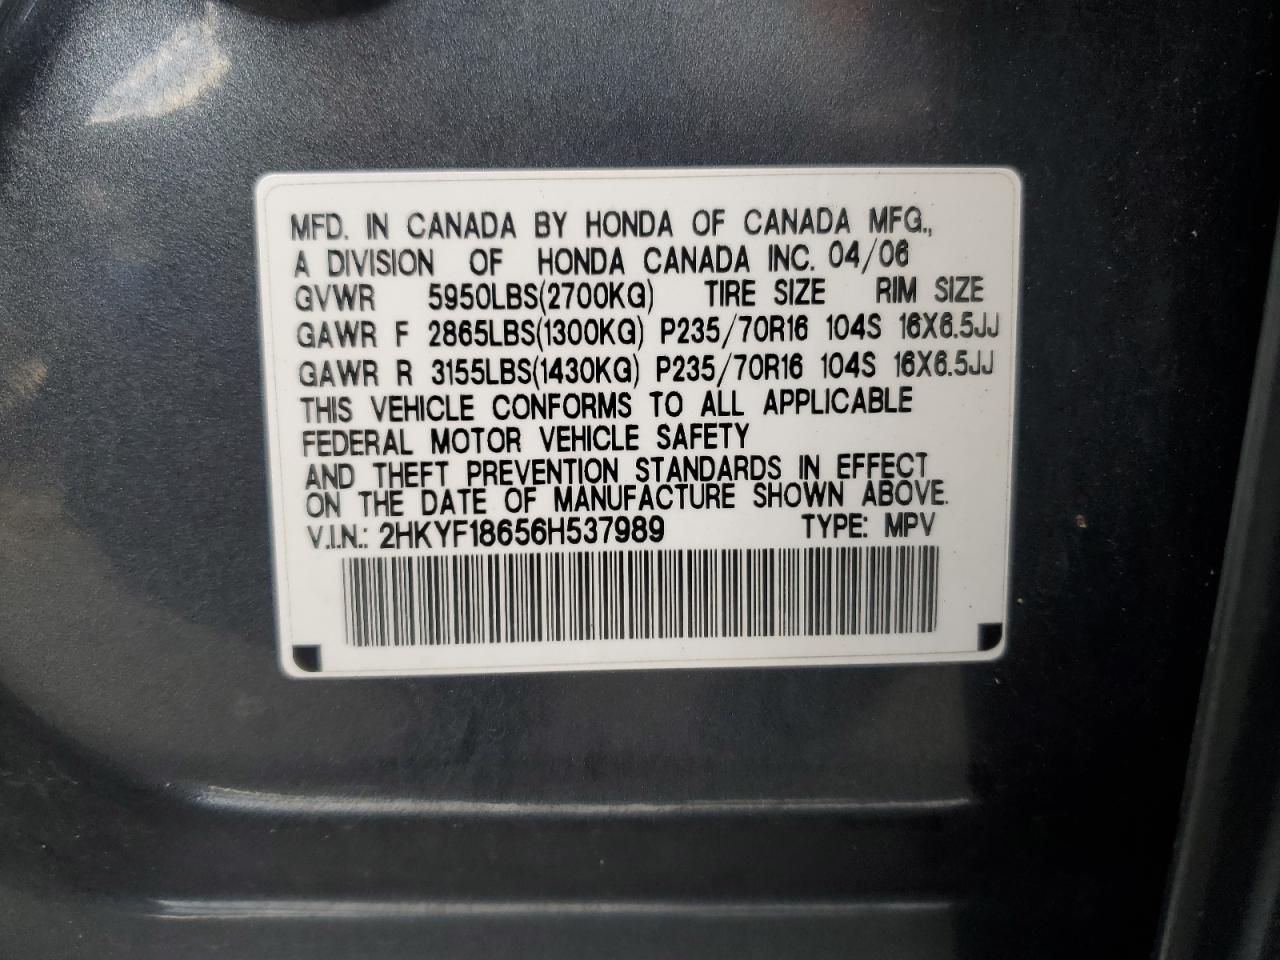 MFD. IN CANADA BY HONDA OF CANADA MFG.,
A DIVISION OF HONDA CANADA INC. 04/06
GVWR 5950LBS(2700KG) TIRE SIZE RIM SIZE
GAWR F 2865LBS(1300KG) P235/70R16 104S 16X6.5JJ
GAWR R 3155LBS(1430KG) P235/70R16 104S 16X6.5JJ
THIS VEHICLE CONFORMS TO ALL APPLICABLE
FEDERAL MOTOR VEHICLE SAFETY
AND THEFT PREVENTION STANDARDS IN EFFECT
ON THE DATE OF MANUFACTURE SHOWN ABOVE.
V.I.N.: 2HKYF18656H537989 TYPE: MPV